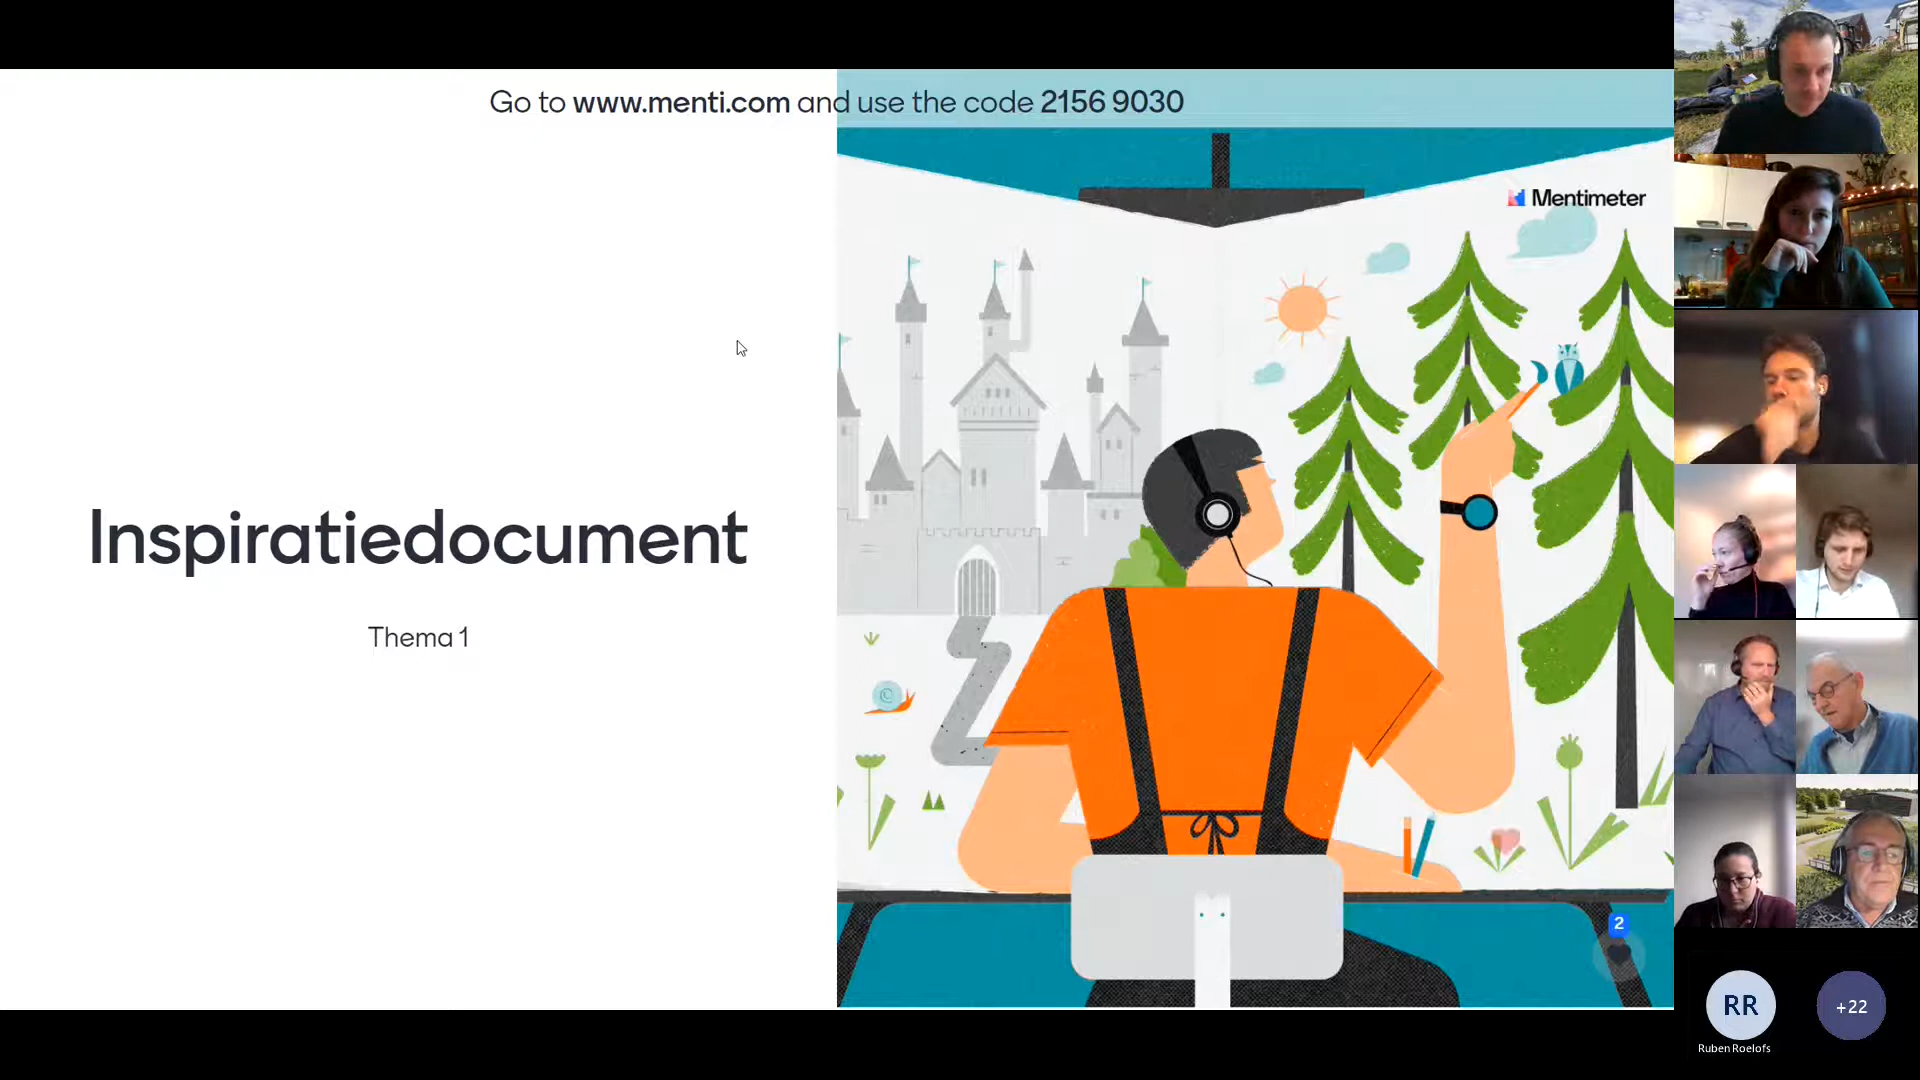 Go to www.menti.com and use the code 2156 9030
Mentimeter
Inspiratiedocument
Thema 1
2
RR
+22
Ruben Roelofs